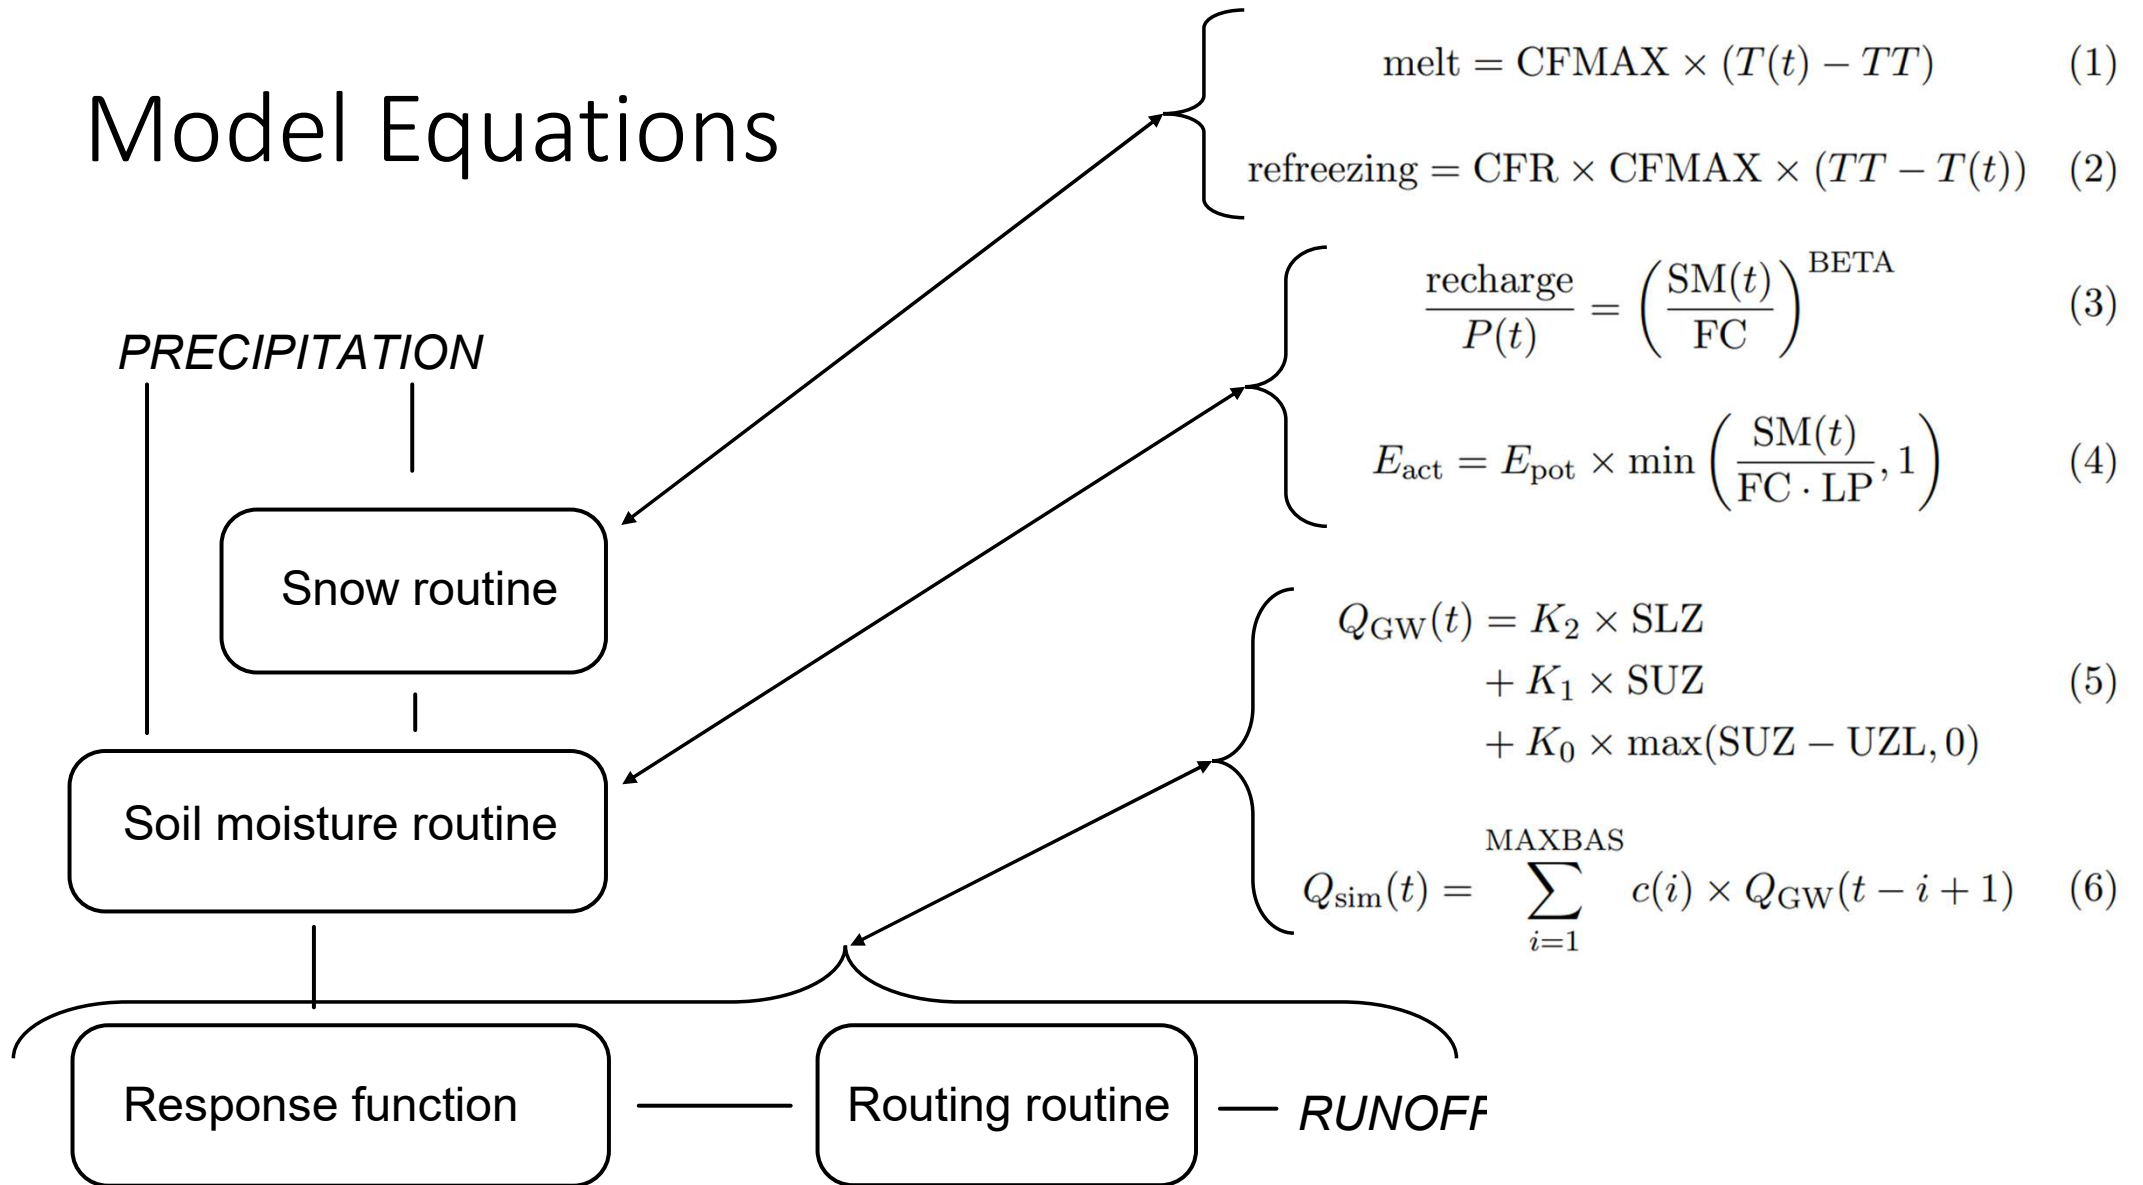 Model Equations
melt = CFMAX × (T(t) − TT) (1)
refreezing = CFR × CFMAX × (TT − T(t)) (2)
recharge / P(t) = (SM(t) / FC)^BETA (3)
E_act = E_pot × min(SM(t) / FC · LP, 1) (4)
Q_GW(t) = K_2 × SLZ
+ K_1 × SUZ (5)
+ K_0 × max(SUZ − UZL, 0)
Q_sim(t) = ∑_{i=1}^{MAXBAS} c(i) × Q_GW(t − i + 1) (6)
PRECIPITATION
Snow routine
Soil moisture routine
Response function
Routing routine
RUNOFF